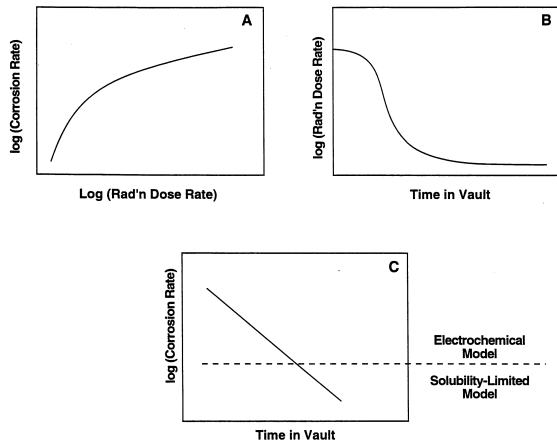 A
log (Corrosion Rate)
Log (Rad'n Dose Rate)
B
log (Rad'n Dose Rate)
Time in Vault
C
log (Corrosion Rate)
Time in Vault
Electrochemical
Model
Solubility-Limited
Model